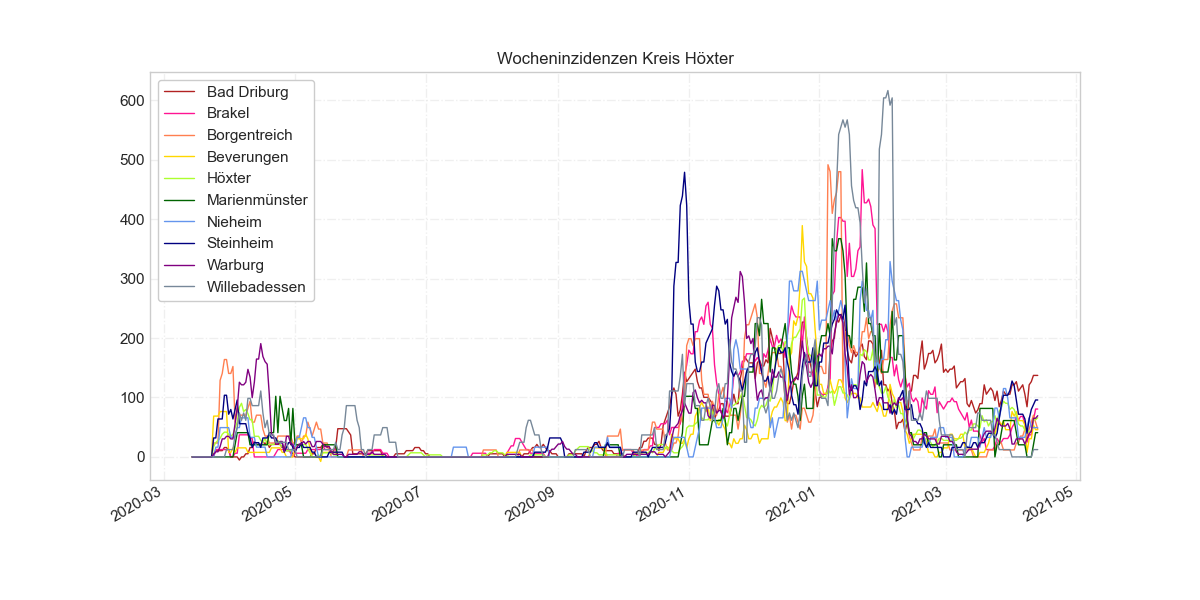 Wocheninzidenzen Kreis Höxter
Bad Driburg
Brakel
Borgentreich
Beverungen
Höxter
Marienmünster
Nieheim
Steinheim
Warburg
Willebadessen
600
500
400
300
200
100
0
2020-03
2020-05
2020-07
2020-09
2020-11
2021-01
2021-03
2021-05